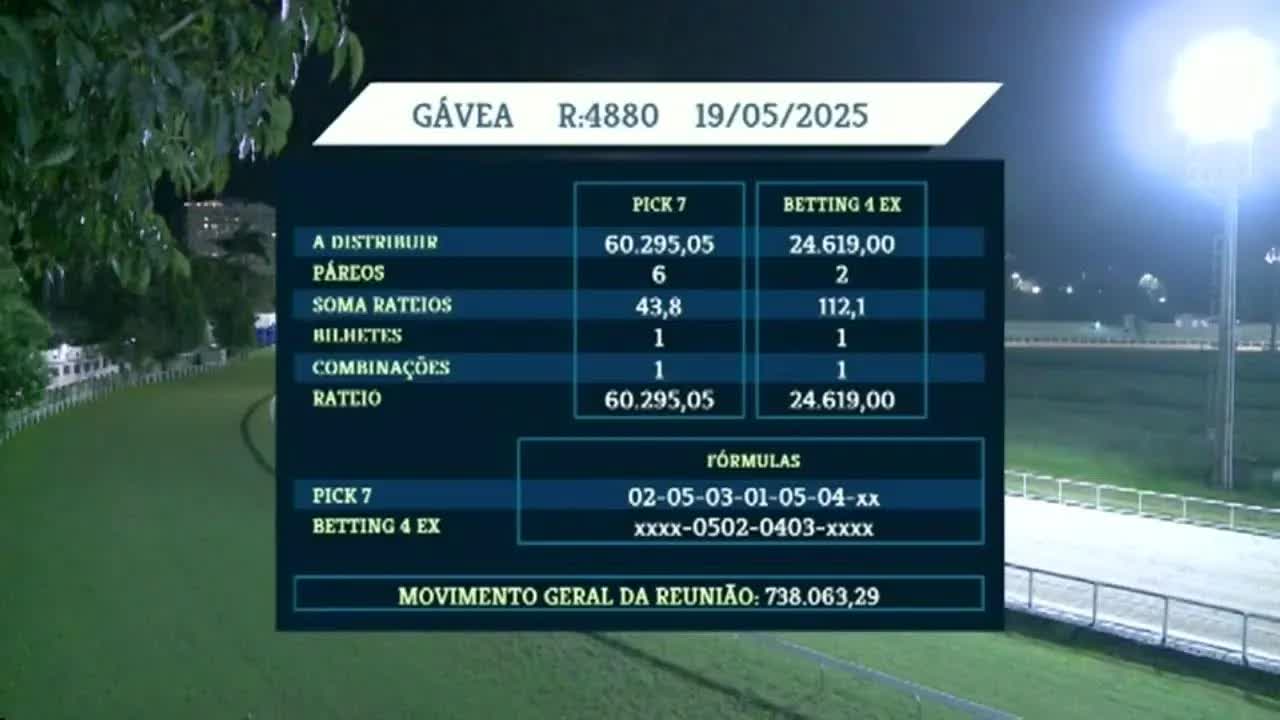 GÁVEA R:4880 19/05/2025
PICK 7 BETTING 4 EX
A DISTRIBUIR 60.295,05 24.619,00
PÁREOS 6 2
SOMA RATEIOS 43,8 112,1
BILHETES 1 1
COMBINAÇÕES 1 1
RATEIO 60.295,05 24.619,00
FÓRMULAS
PICK 7 02-05-03-01-05-04-xx
BETTING 4 EX xxxx-0502-0403-xxxx
MOVIMENTO GERAL DA REUNIÃO: 738.063,29